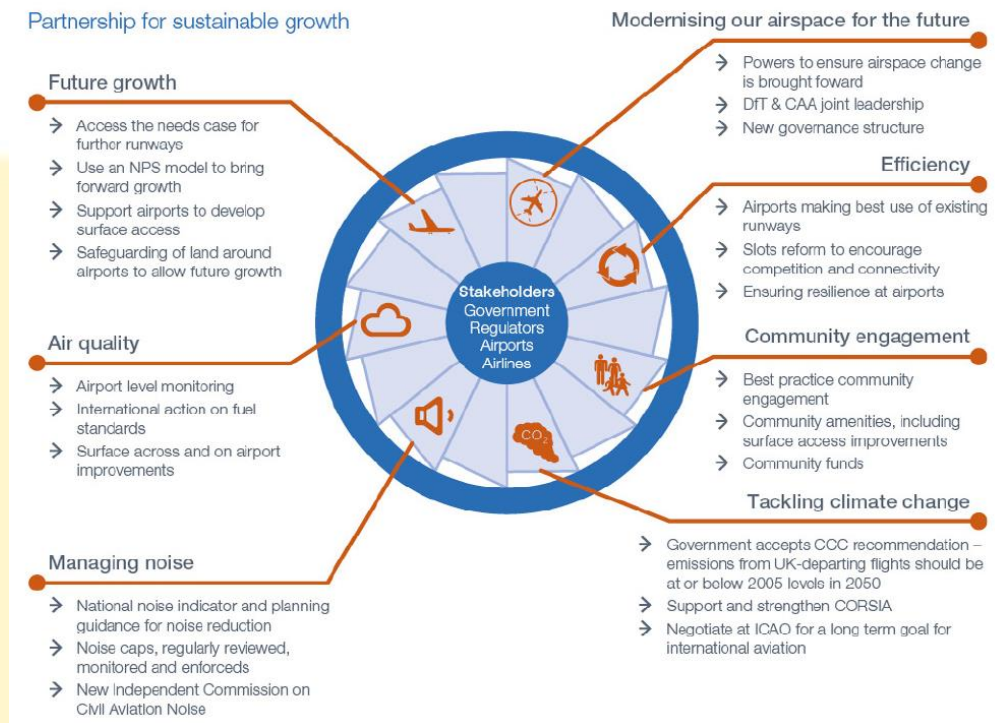 Partnership for sustainable growth
Future growth
→ Access the needs case for
further runways
→ Use an NPS model to bring
forward growth
→ Support airports to develop
surface access
→ Safeguarding of land around
airports to allow future growth
Air quality
→ Airport level monitoring
→ International action on fuel
standards
→ Surface across and on airport
improvements
Managing noise
→ National noise indicator and planning
guidance for noise reduction
→ Noise caps, regularly reviewed,
monitored and enforceds
→ New Independent Commission on
Civil Aviation Noise
Stakeholders
Government
Regulators
Airports
Airlines
CO2
Modernising our airspace for the future
→ Powers to ensure airspace change
is brought foward
→ DfT & CAA joint leadership
→ New governance structure
Efficiency
→ Airports making best use of existing
runways
→ Slots reform to encourage
competition and connectivity
→ Ensuring resilience at airports
Community engagement
→ Best practice community
engagement
→ Community amenities, including
surface access improvements
→ Community funds
Tackling climate change
→ Government accepts CCC recommendation –
emissions from UK-departing flights should be
at or below 2005 levels in 2050
→ Support and strengthen CORSIA
→ Negotiate at ICAO for a long term goal for
international aviation